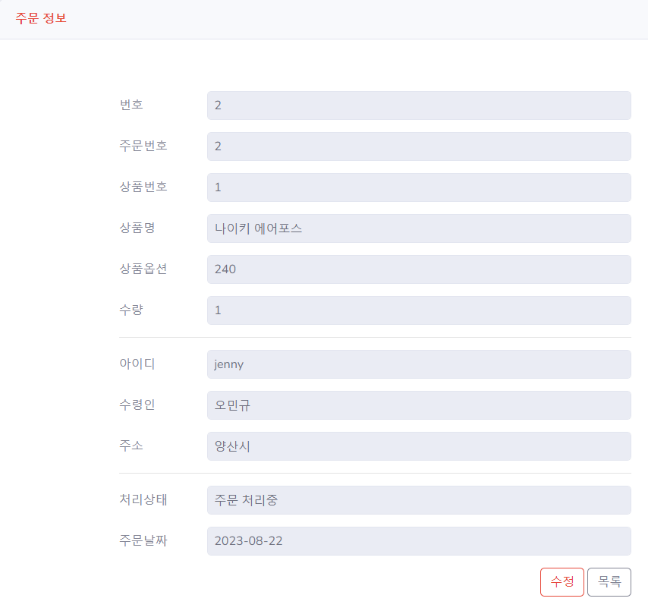 주문 정보
번호 2
주문번호 2
상품번호 1
상품명 나이키 에어포스
상품옵션 240
수량 1
아이디 jenny
수령인 오민규
주소 양산시
처리상태 주문 처리중
주문날짜 2023-08-22
수정 목록